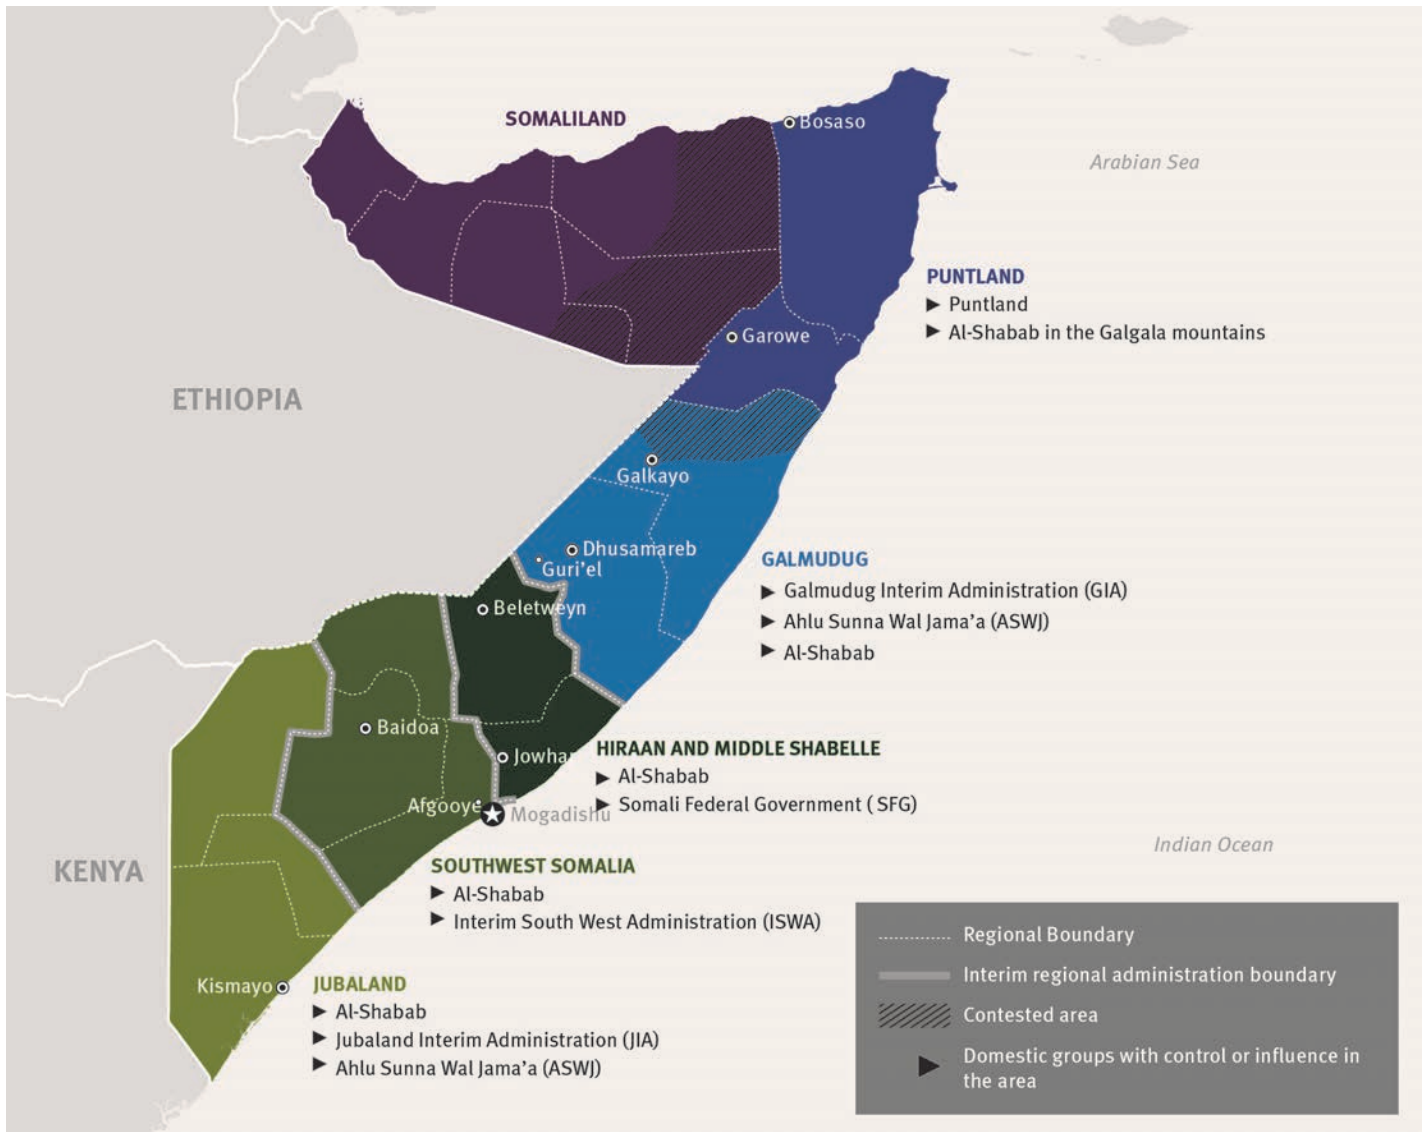 SOMALILAND
Bosaso
Arabian Sea
PUNTLAND
Puntland
Al-Shabab in the Galgala mountains
Garowe
ETHIOPIA
Galkayo
Dhusamareb
Guri’el
GALMUDUG
Galmudug Interim Administration (GIA)
Ahlu Sunna Wal Jama’a (ASWJ)
Al-Shabab
Beletweyn
Baidoa
Jowhar
HIRAAN AND MIDDLE SHABELLE
Al-Shabab
Somali Federal Government ( SFG)
Afgooye
Mogadishu
Indian Ocean
KENYA
SOUTHWEST SOMALIA
Al-Shabab
Interim South West Administration (ISWA)
Kismayo
JUBALAND
Al-Shabab
Jubaland Interim Administration (JIA)
Ahlu Sunna Wal Jama’a (ASWJ)
Regional Boundary
Interim regional administration boundary
Contested area
Domestic groups with control or influence in
the area